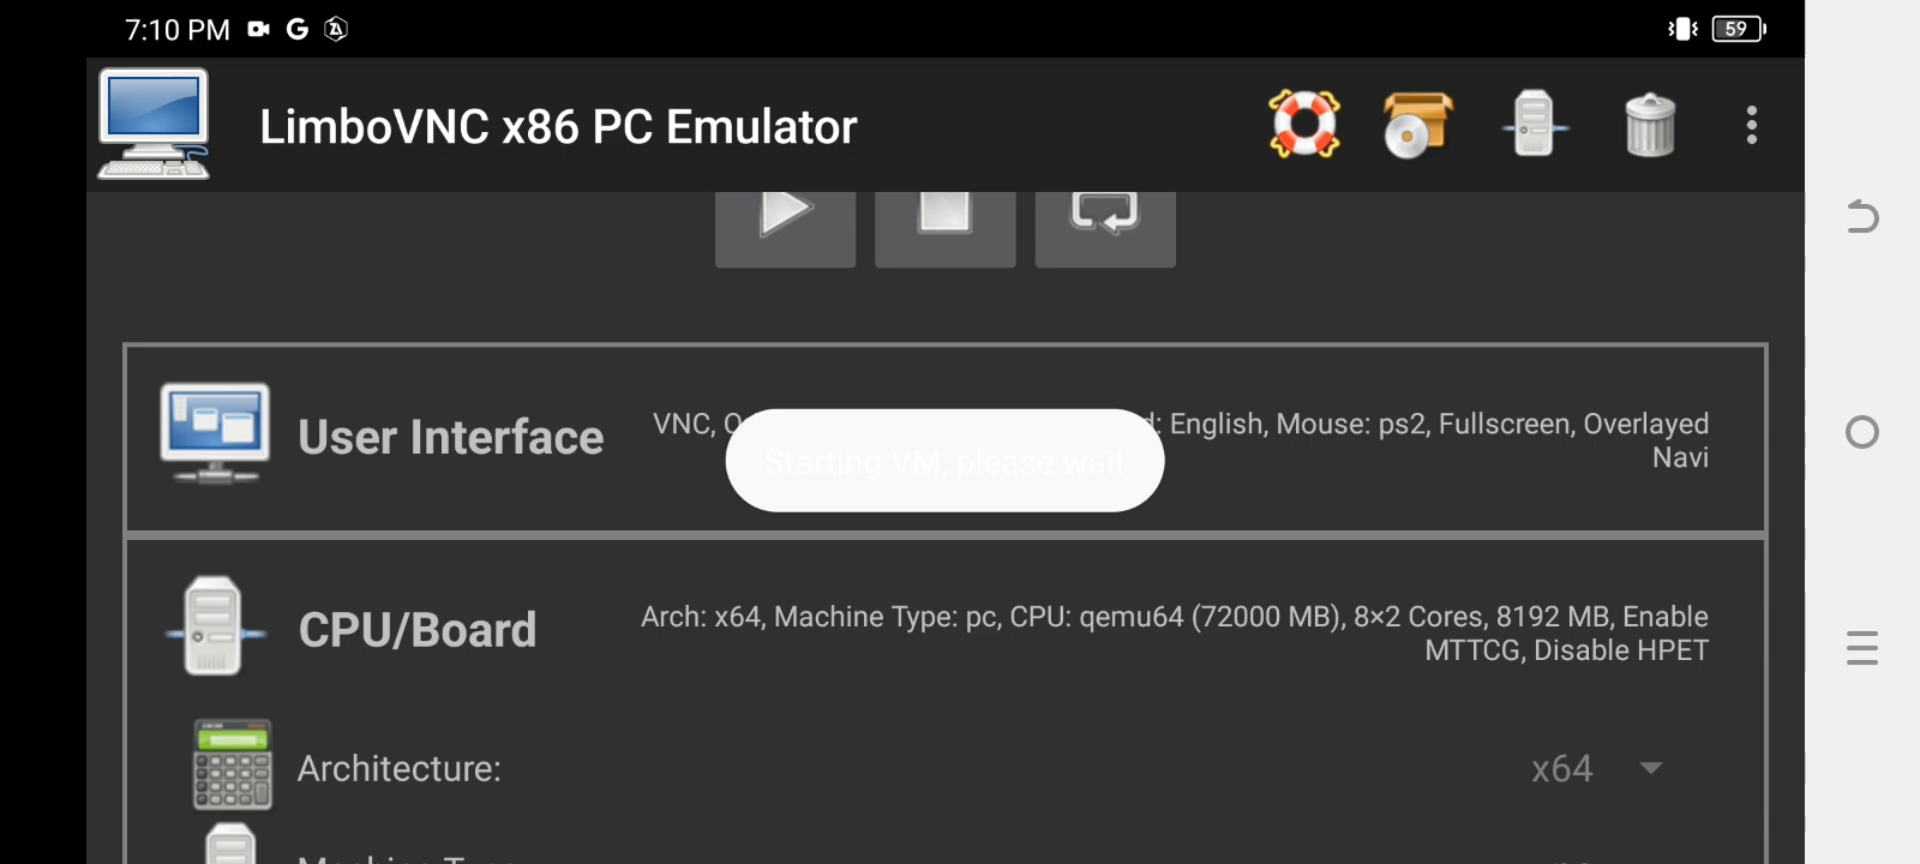 7:10 PM
59
LimboVNC x86 PC Emulator
User Interface
VNC, : English, Mouse: ps2, Fullscreen, Overlayed
Navi
Starting VM, please wait
CPU/Board
Arch: x64, Machine Type: pc, CPU: qemu64 (72000 MB), 8×2 Cores, 8192 MB, Enable
MTTCG, Disable HPET
Architecture:
x64